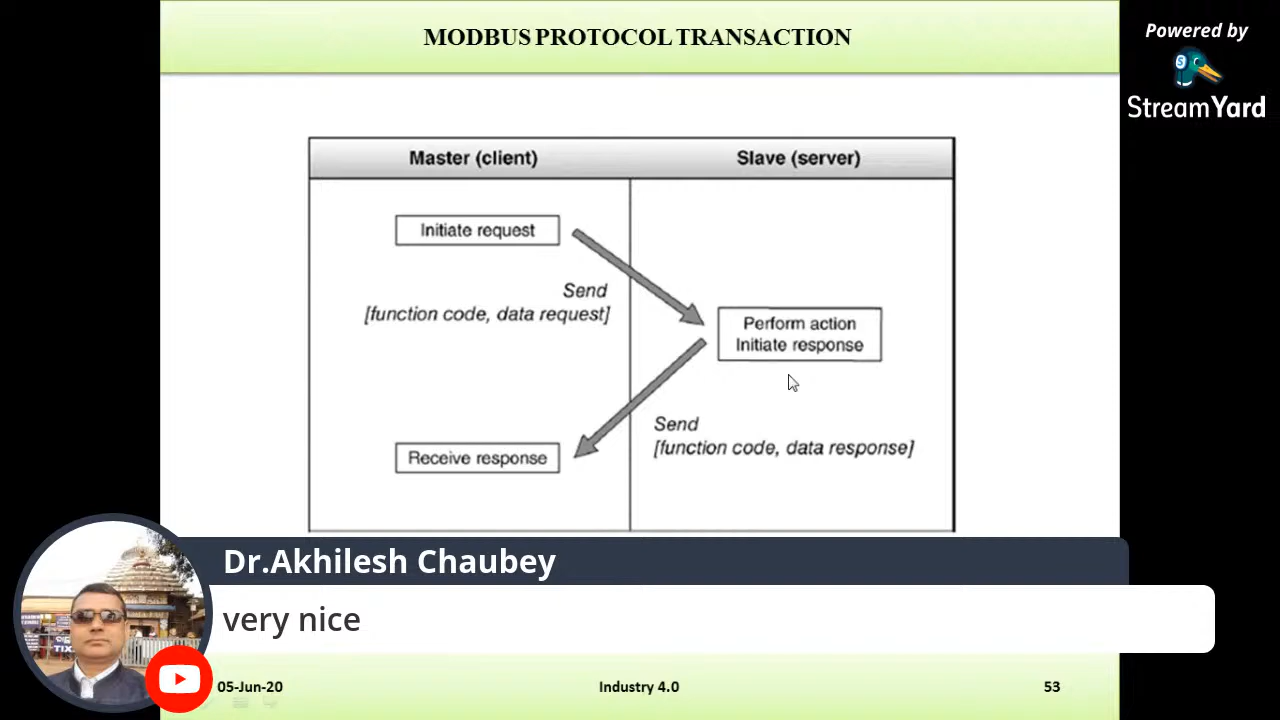 MODBUS PROTOCOL TRANSACTION
Powered by
StreamYard
Master (client)
Slave (server)
Initiate request
Send
[function code, data request]
Perform action
Initiate response
Send
[function code, data response]
Receive response
Dr.Akhilesh Chaubey
very nice
05-Jun-20
Industry 4.0
53